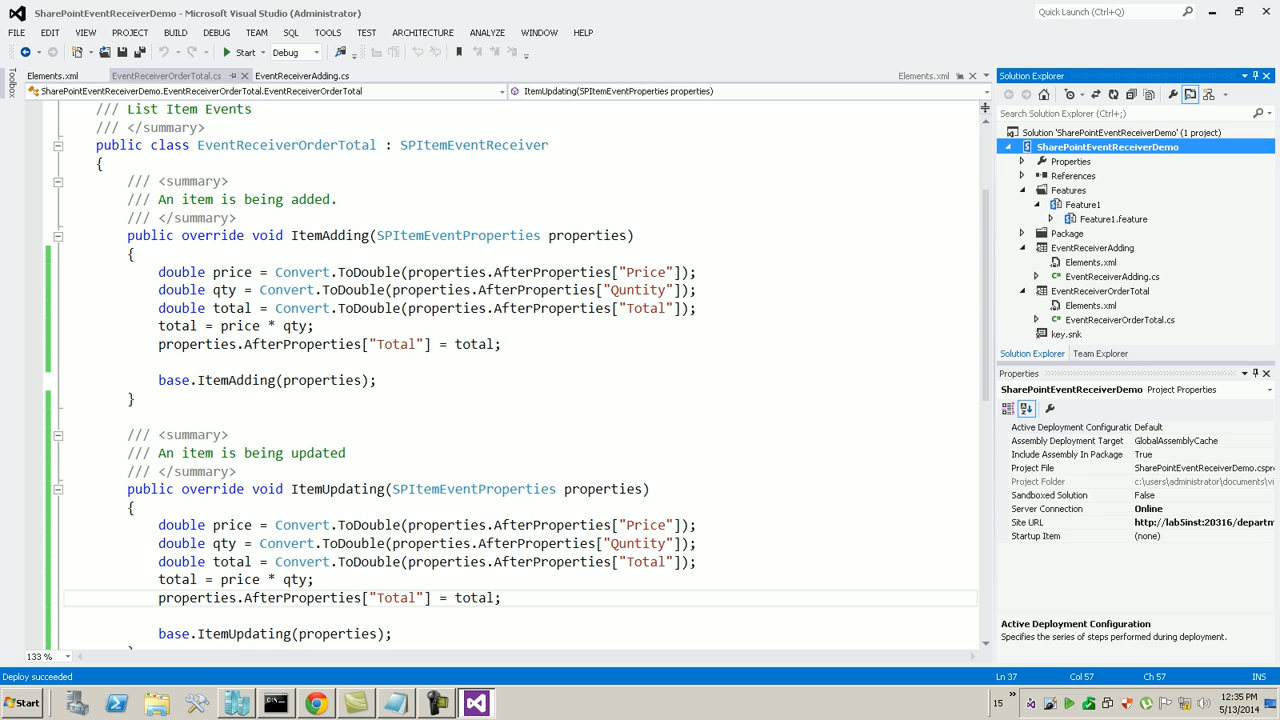 SharePointEventReceiverDemo - Microsoft Visual Studio (Administrator)
Quick Launch (Ctrl+Q)
FILE EDIT VIEW PROJECT BUILD DEBUG TEAM SQL TOOLS TEST ARCHITECTURE ANALYZE WINDOW HELP
Start Debug
Toolbox
Elements.xml EventReceiverOrderTotal.cs EventReceiverAdding.cs Elements.xml
SharePointEventReceiverDemo.EventReceiverOrderTotal.EventReceiverOrderTotal ItemUpdating(SPItemEventProperties properties)
/// List Item Events
/// </summary>
public class EventReceiverOrderTotal : SPItemEventReceiver
{
/// <summary>
/// An item is being added.
/// </summary>
public override void ItemAdding(SPItemEventProperties properties)
{
double price = Convert.ToDouble(properties.AfterProperties["Price"]);
double qty = Convert.ToDouble(properties.AfterProperties["Quntity"]);
double total = Convert.ToDouble(properties.AfterProperties["Total"]);
total = price * qty;
properties.AfterProperties["Total"] = total;
base.ItemAdding(properties);
}
/// <summary>
/// An item is being updated
/// </summary>
public override void ItemUpdating(SPItemEventProperties properties)
{
double price = Convert.ToDouble(properties.AfterProperties["Price"]);
double qty = Convert.ToDouble(properties.AfterProperties["Quntity"]);
double total = Convert.ToDouble(properties.AfterProperties["Total"]);
total = price * qty;
properties.AfterProperties["Total"] = total;
base.ItemUpdating(properties);
133 %
Solution Explorer
Search Solution Explorer (Ctrl+;)
Solution 'SharePointEventReceiverDemo' (1 project)
SharePointEventReceiverDemo
Properties
References
Features
Feature1
Feature1.feature
Package
EventReceiverAdding
Elements.xml
EventReceiverAdding.cs
EventReceiverOrderTotal
Elements.xml
EventReceiverOrderTotal.cs
key.snk
Solution Explorer Team Explorer
Properties
SharePointEventReceiverDemo Project Properties
Active Deployment Configuratic Default
Assembly Deployment Target GlobalAssemblyCache
Include Assembly In Package True
Project File SharePointEventReceiverDemo.cspro
Project Folder c:\users\administrator\documents\vi
Sandboxed Solution False
Server Connection Online
Site URL http://lab5inst:20316/departm
Startup Item (none)
Active Deployment Configuration
Specifies the series of steps performed during deployment.
Deploy succeeded Ln 37 Col 57 Ch 57 INS
Start 15 12:35 PM
5/13/2014